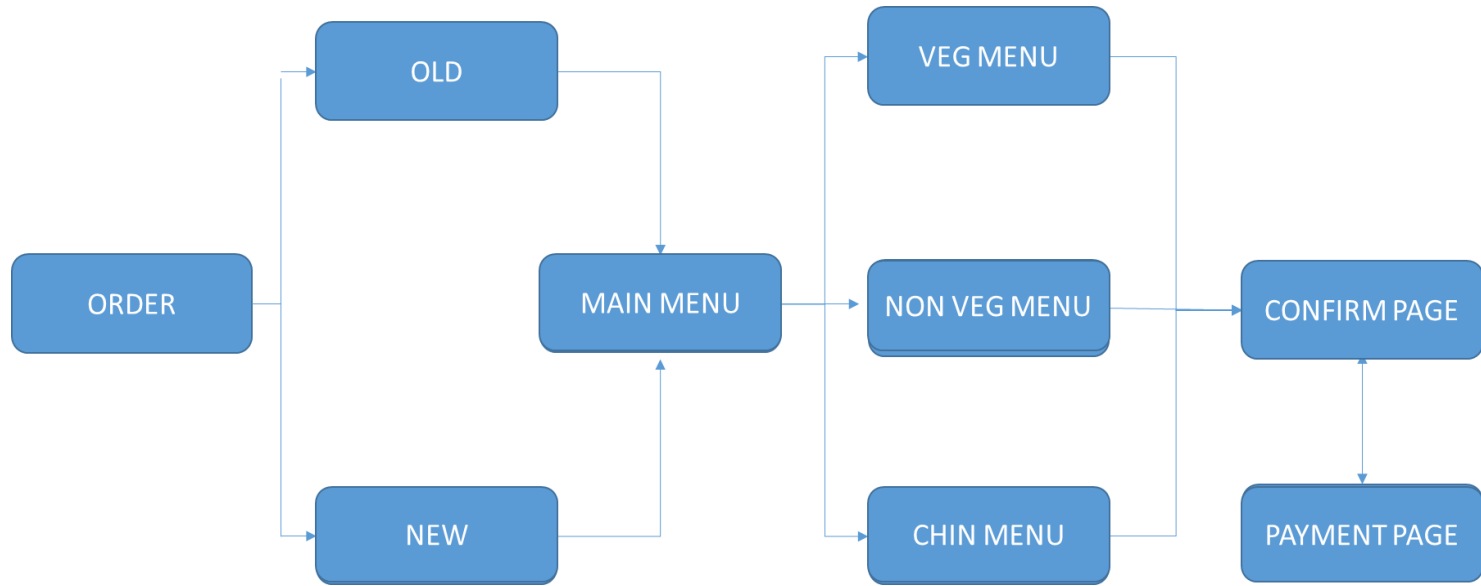 OLD
VEG MENU
ORDER
MAIN MENU
NON VEG MENU
CONFIRM PAGE
NEW
CHIN MENU
PAYMENT PAGE